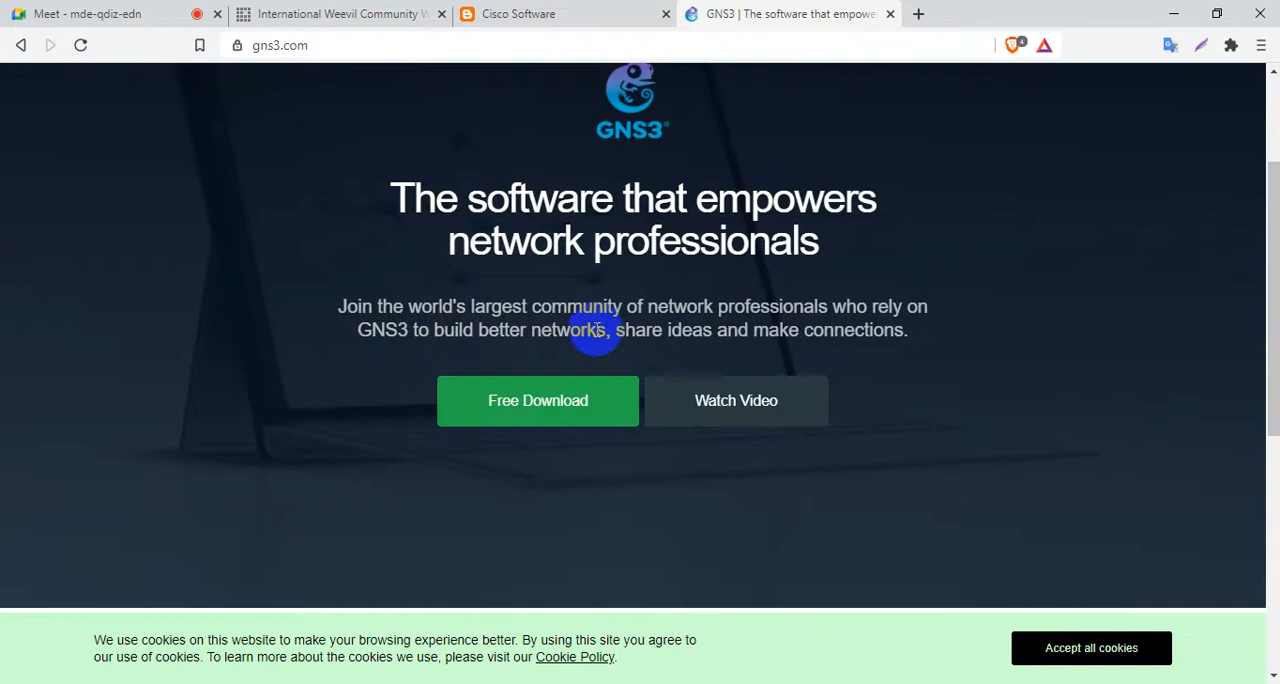 Meet - mde-qdiz-edn
International Weevil Community W
Cisco Software
GNS3 | The software that empowe
gns3.com
4
GNS3®
The software that empowers
network professionals
Join the world's largest community of network professionals who rely on
GNS3 to build better networks, share ideas and make connections.
Free Download
Watch Video
We use cookies on this website to make your browsing experience better. By using this site you agree to
our use of cookies. To learn more about the cookies we use, please visit our Cookie Policy.
Accept all cookies